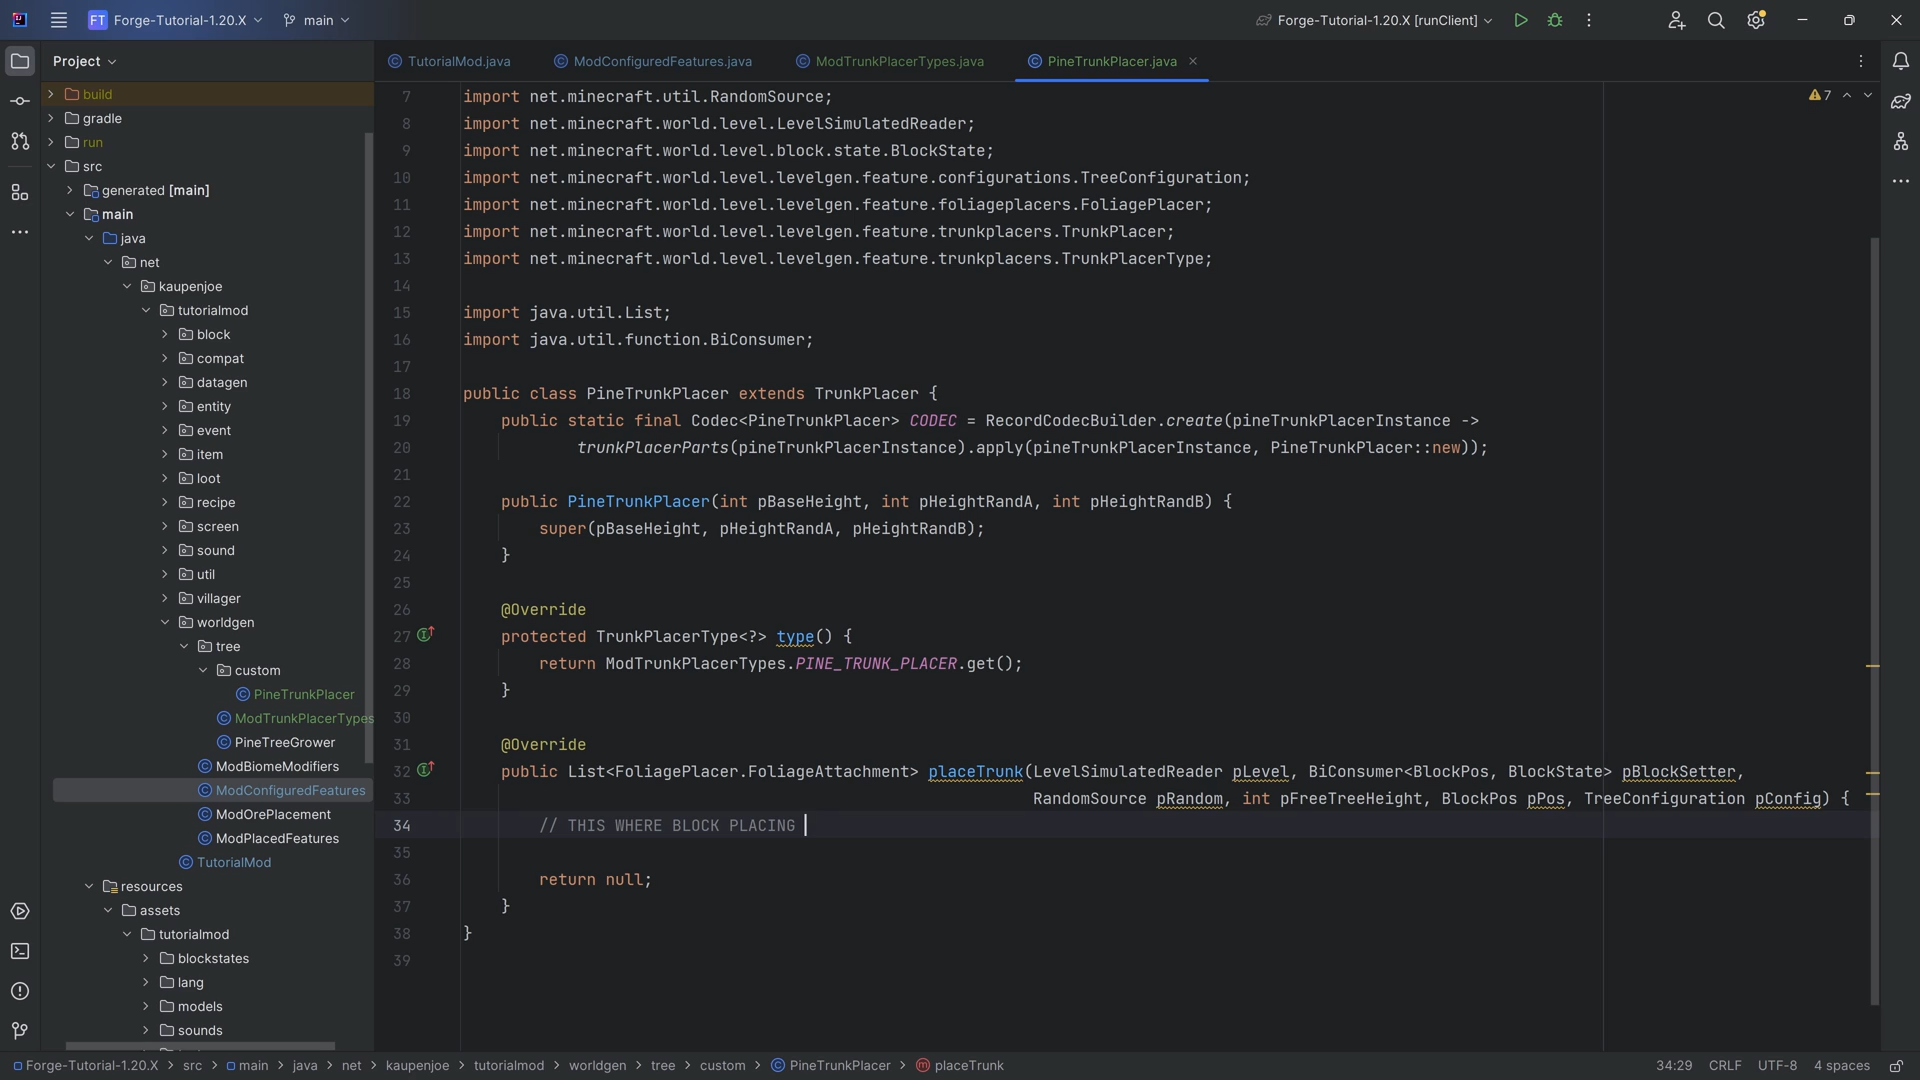 FT Forge-Tutorial-1.20.X main Forge-Tutorial-1.20.X [runClient]
Project
TutorialMod.java ModConfiguredFeatures.java ModTrunkPlacerTypes.java PineTrunkPlacer.java
build
gradle
run
src
generated [main]
main
java
net
kaupenjoe
tutorialmod
block
compat
datagen
entity
event
item
loot
recipe
screen
sound
util
villager
worldgen
tree
custom
PineTrunkPlacer
ModTrunkPlacerTypes
PineTreeGrower
ModBiomeModifiers
ModConfiguredFeatures
ModOrePlacement
ModPlacedFeatures
TutorialMod
resources
assets
tutorialmod
blockstates
lang
models
sounds
7
7 import net.minecraft.util.RandomSource;
8 import net.minecraft.world.level.LevelSimulatedReader;
9 import net.minecraft.world.level.block.state.BlockState;
10 import net.minecraft.world.level.levelgen.feature.configurations.TreeConfiguration;
11 import net.minecraft.world.level.levelgen.feature.foliageplacers.FoliagePlacer;
12 import net.minecraft.world.level.levelgen.feature.trunkplacers.TrunkPlacer;
13 import net.minecraft.world.level.levelgen.feature.trunkplacers.TrunkPlacerType;
14
15 import java.util.List;
16 import java.util.function.BiConsumer;
17
18 public class PineTrunkPlacer extends TrunkPlacer {
19 public static final Codec<PineTrunkPlacer> CODEC = RecordCodecBuilder.create(pineTrunkPlacerInstance ->
20 trunkPlacerParts(pineTrunkPlacerInstance).apply(pineTrunkPlacerInstance, PineTrunkPlacer::new));
21
22 public PineTrunkPlacer(int pBaseHeight, int pHeightRandA, int pHeightRandB) {
23 super(pBaseHeight, pHeightRandA, pHeightRandB);
24 }
25
26 @Override
27 protected TrunkPlacerType<?> type() {
28 return ModTrunkPlacerTypes.PINE_TRUNK_PLACER.get();
29 }
30
31 @Override
32 public List<FoliagePlacer.FoliageAttachment> placeTrunk(LevelSimulatedReader pLevel, BiConsumer<BlockPos, BlockState> pBlockSetter,
33 RandomSource pRandom, int pFreeTreeHeight, BlockPos pPos, TreeConfiguration pConfig) {
34 // THIS WHERE BLOCK PLACING
35
36 return null;
37 }
38 }
39
Forge-Tutorial-1.20.X > src > main > java > net > kaupenjoe > tutorialmod > worldgen > tree > custom > PineTrunkPlacer > placeTrunk 34:29 CRLF UTF-8 4 spaces